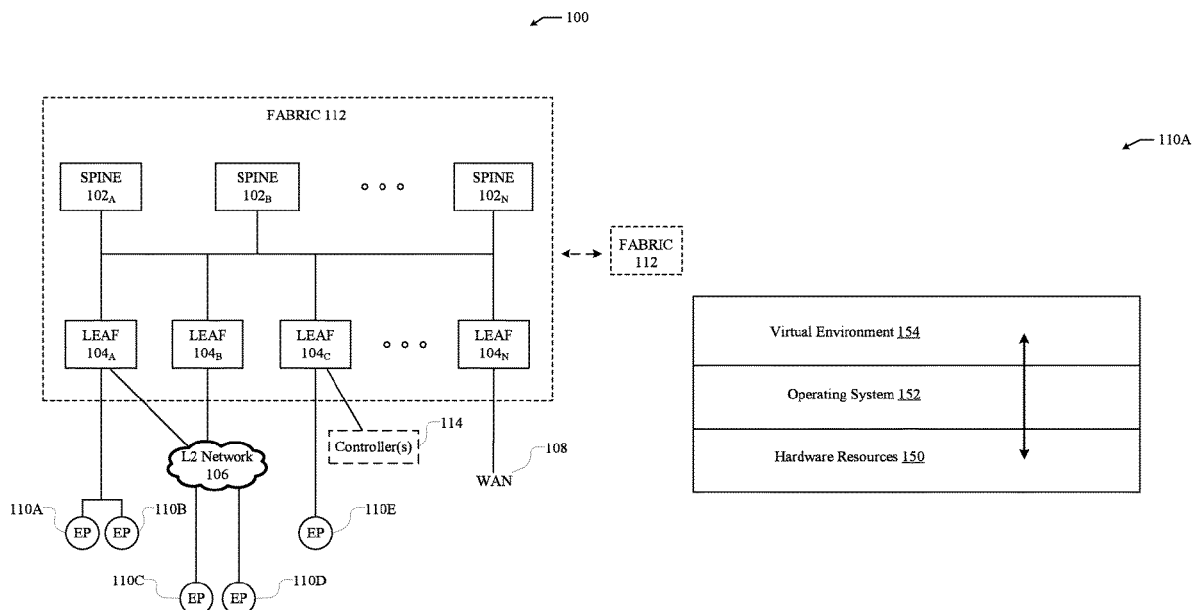 100
FABRIC 112
110A
SPINE
102A
SPINE
102B
SPINE
102N
FABRIC
112
LEAF
104A
LEAF
104B
LEAF
104C
LEAF
104N
Virtual Environment 154
Operating System 152
Hardware Resources 150
114
Controller(s)
L2 Network
106
108
WAN
110A
EP
EP
110B
EP
110E
110C
EP
EP
110D